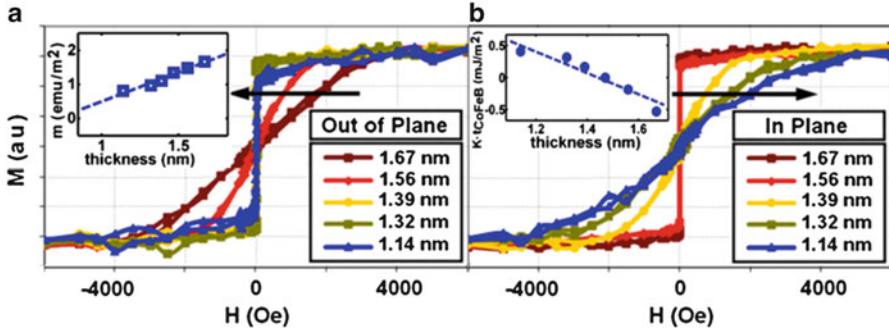 a
M (au)
m (emu/m²)
2
1
0
1
1.5
thickness (nm)
Out of Plane
1.67 nm
1.56 nm
1.39 nm
1.32 nm
1.14 nm
-4000
0
4000
H (Oe)
b
K·tCoFeB (mJ/m²)
0.5
0.0
-0.5
1.2
1.4
1.6
thickness (nm)
In Plane
1.67 nm
1.56 nm
1.39 nm
1.32 nm
1.14 nm
-4000
0
4000
H (Oe)